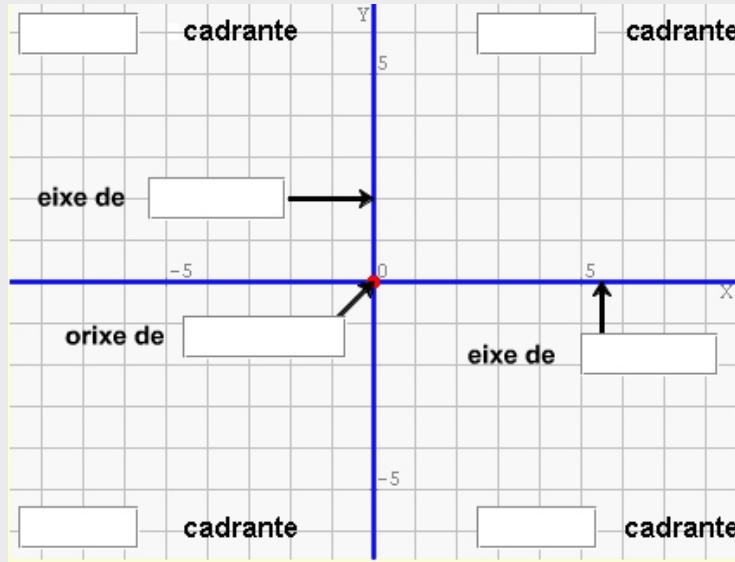 cadrante
cadrante
Y
5
eixe de
-5
0
5
X
orixe de
eixe de
-5
cadrante
cadrante